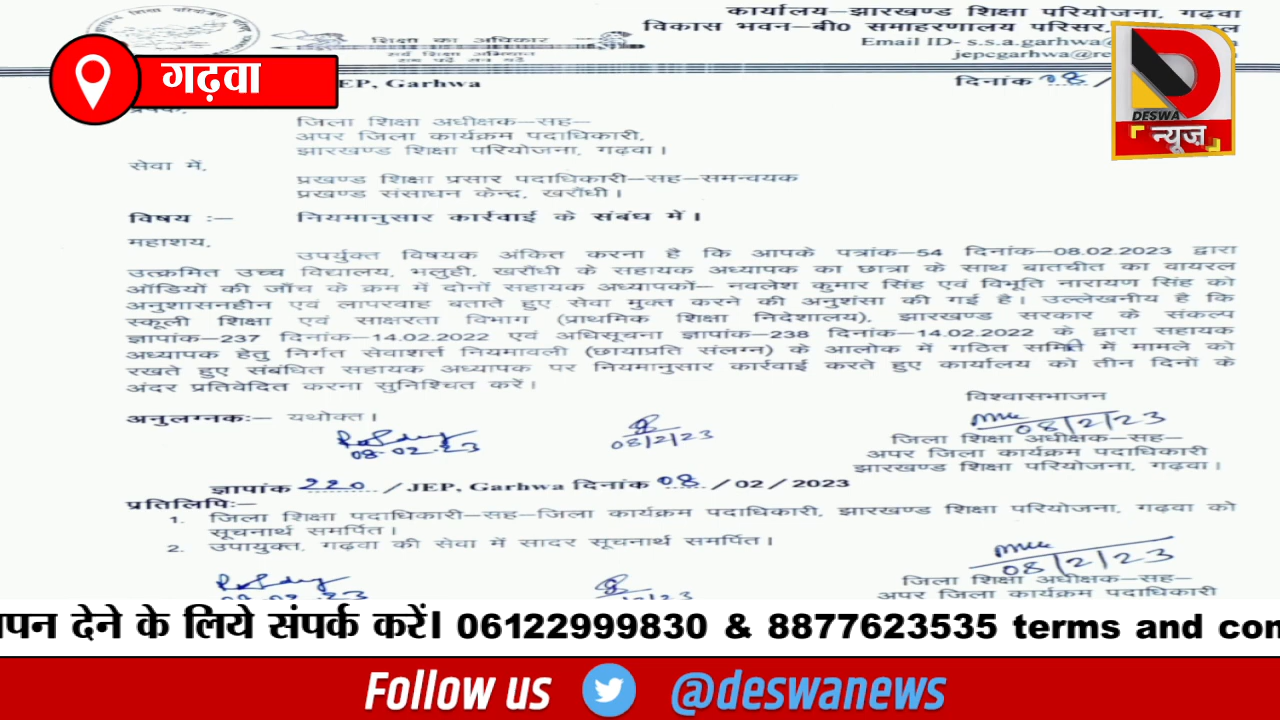 कार्यालय–झारखण्ड शिक्षा परियोजना, गढ़वा
विकास भवन–बी0 समाहरणालय परिसर,
शिक्षा का अधिकार
सर्व शिक्षा अभियान
सब पढ़ें सब बढ़ें
Email ID- s.s.a.garhwa@
jepcgarhwa@re
गढ़वा
JEP, Garhwa
दिनांक 08/
DESWA
न्यूज़
प्रेषक,
जिला शिक्षा अधीक्षक–सह–
अपर जिला कार्यक्रम पदाधिकारी,
झारखण्ड शिक्षा परियोजना, गढ़वा।
सेवा में,
प्रखण्ड शिक्षा प्रसार पदाधिकारी–सह–समन्वयक
प्रखण्ड संसाधन केन्द्र, खरौंधी।
विषय :– नियमानुसार कार्रवाई के संबंध में।
महाशय,
उपर्युक्त विषयक अंकित करना है कि आपके पत्रांक–54 दिनांक–08.02.2023 द्वारा
उत्क्रमित उच्च विद्यालय, भलुही, खरौंधी के सहायक अध्यापक का छात्रा के साथ बातचीत का वायरल
ऑडियों की जाँच के क्रम में दोनों सहायक अध्यापकों– नवलेश कुमार सिंह एवं विभूति नारायण सिंह को
अनुशासनहीन एवं लापरवाह बताते हुए सेवा मुक्त करने की अनुशंसा की गई है। उल्लेखनीय है कि
स्कूली शिक्षा एवं साक्षरता विभाग (प्राथमिक शिक्षा निदेशालय), झारखण्ड सरकार के संकल्प
ज्ञापांक–237 दिनांक–14.02.2022 एवं अधिसूचना ज्ञापांक–238 दिनांक–14.02.2022 के द्वारा सहायक
अध्यापक हेतु निर्गत सेवाशर्त्त नियमावली (छायाप्रति संलग्न) के आलोक में गठित समिति में मामले को
रखते हुए संबंधित सहायक अध्यापक पर नियमानुसार कार्रवाई करते हुए कार्यालय को तीन दिनों के
अंदर प्रतिवेदित करना सुनिश्चित करें।
अनुलग्नकः– यथोक्त।
विश्वासभाजन
08.02.23
08/2/23
08/2/23
जिला शिक्षा अधीक्षक–सह–
अपर जिला कार्यक्रम पदाधिकारी
झारखण्ड शिक्षा परियोजना, गढ़वा।
ज्ञापांक 220 / JEP, Garhwa दिनांक 08 / 02 / 2023
प्रतिलिपिः–
1. जिला शिक्षा पदाधिकारी–सह–जिला कार्यक्रम पदाधिकारी, झारखण्ड शिक्षा परियोजना, गढ़वा को
सूचनार्थ समर्पित।
2. उपायुक्त, गढ़वा की सेवा में सादर सूचनार्थ समर्पित।
08/2/23
जिला शिक्षा अधीक्षक–सह–
अपर जिला कार्यक्रम पदाधिकारी
ापन देने के लिये संपर्क करें। 06122999830 & 8877623535 terms and con
Follow us @deswanews